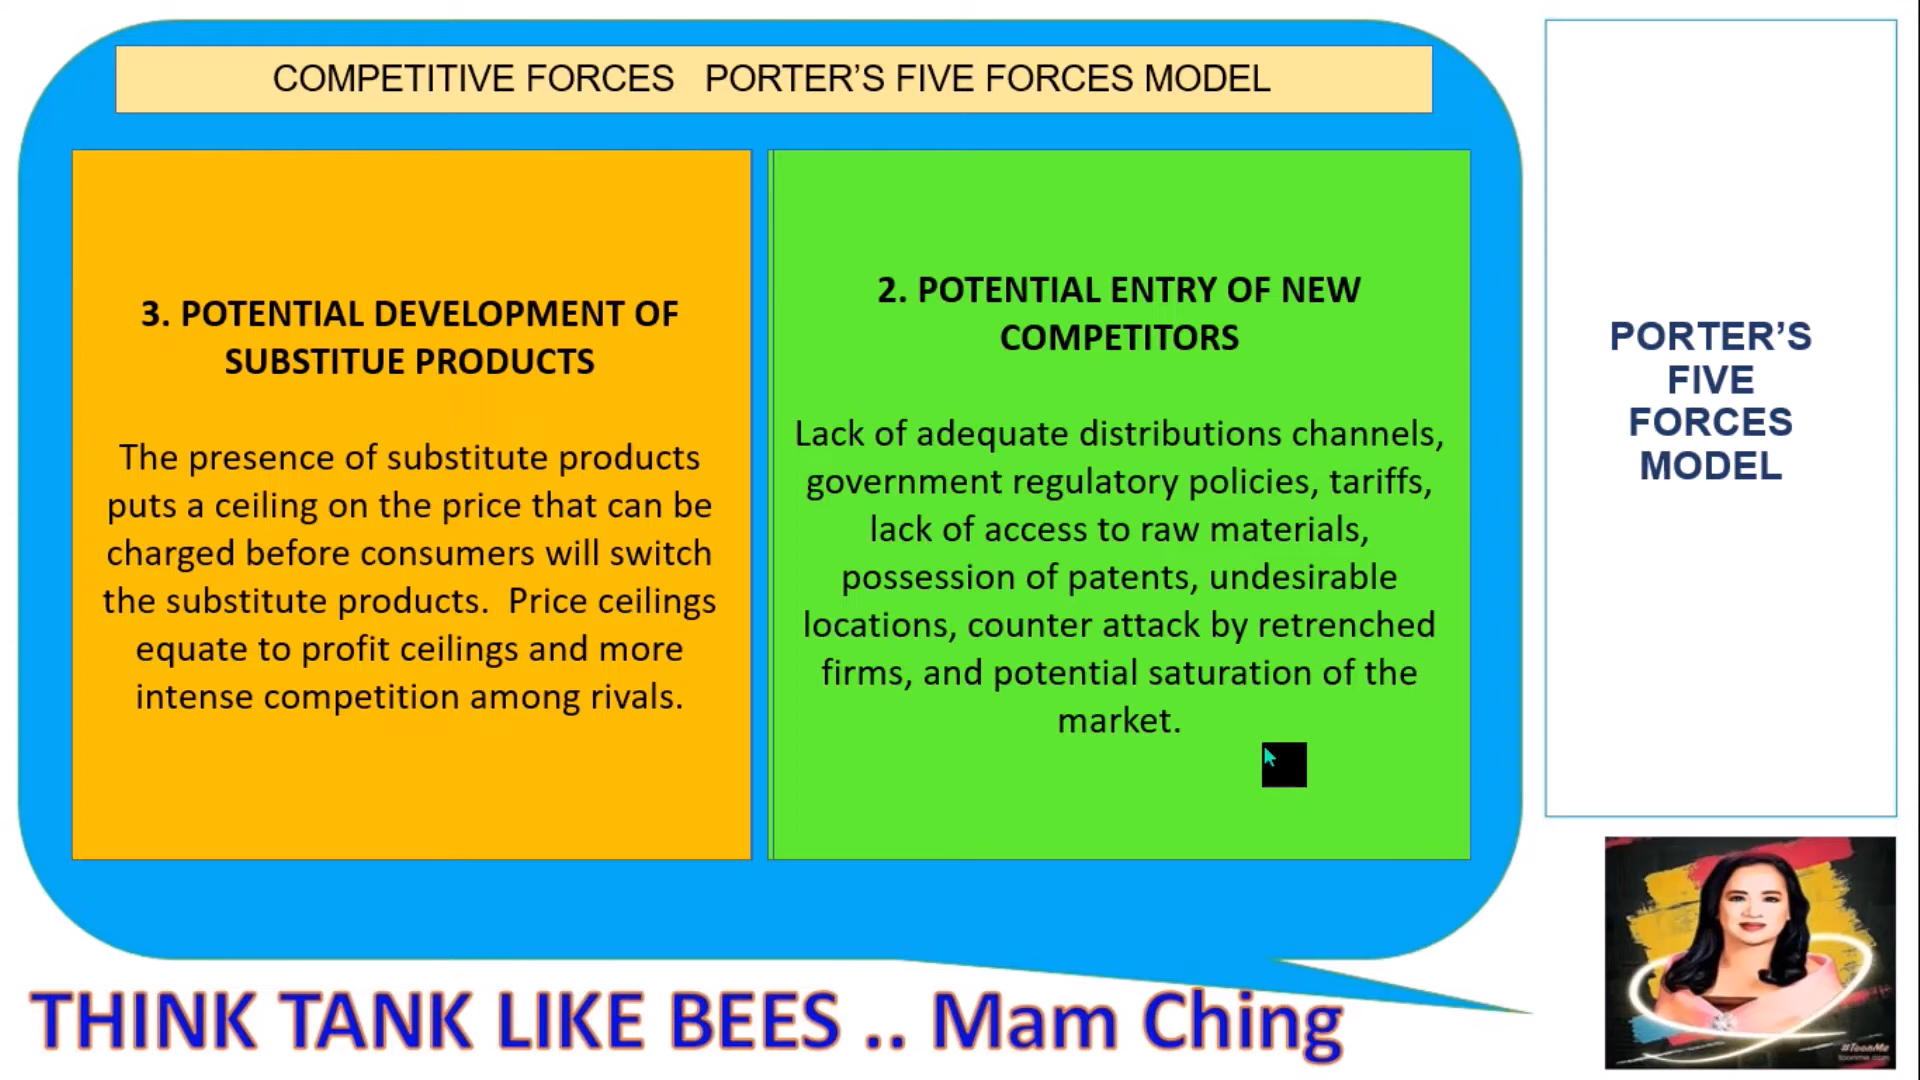 COMPETITIVE FORCES   PORTER’S FIVE FORCES MODEL
3. POTENTIAL DEVELOPMENT OF
SUBSTITUE PRODUCTS
The presence of substitute products
puts a ceiling on the price that can be
charged before consumers will switch
the substitute products.  Price ceilings
equate to profit ceilings and more
intense competition among rivals.
2. POTENTIAL ENTRY OF NEW
COMPETITORS
Lack of adequate distributions channels,
government regulatory policies, tariffs,
lack of access to raw materials,
possession of patents, undesirable
locations, counter attack by retrenched
firms, and potential saturation of the
market.
PORTER’S
FIVE
FORCES
MODEL
THINK TANK LIKE BEES .. Mam Ching
#ToonMe
toonme.com